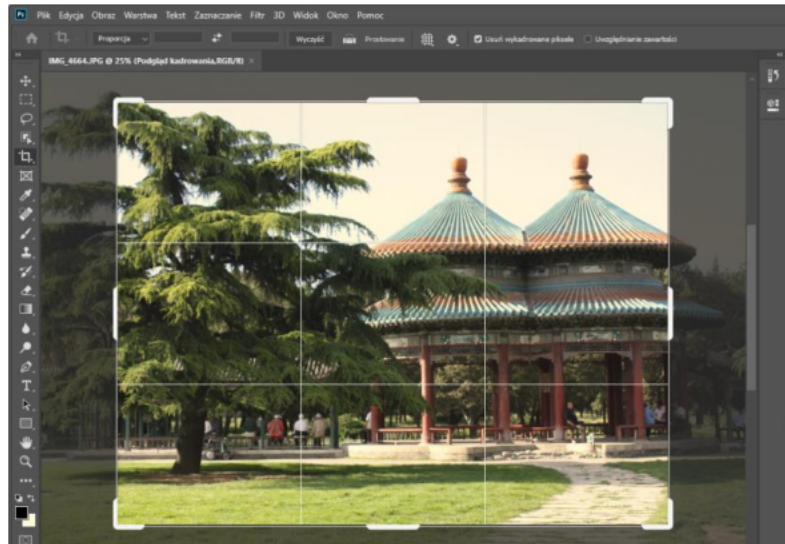 Ps Plik Edycja Obraz Warstwa Tekst Zaznaczanie Filtr 3D Widok Okno Pomoc
Proporcja Wyczyść Prostowanie Usuń wykadrowane piksele Uwzględnianie zawartości
IMG_4664.JPG @ 25% (Podgląd kadrowania,RGB/8) ×